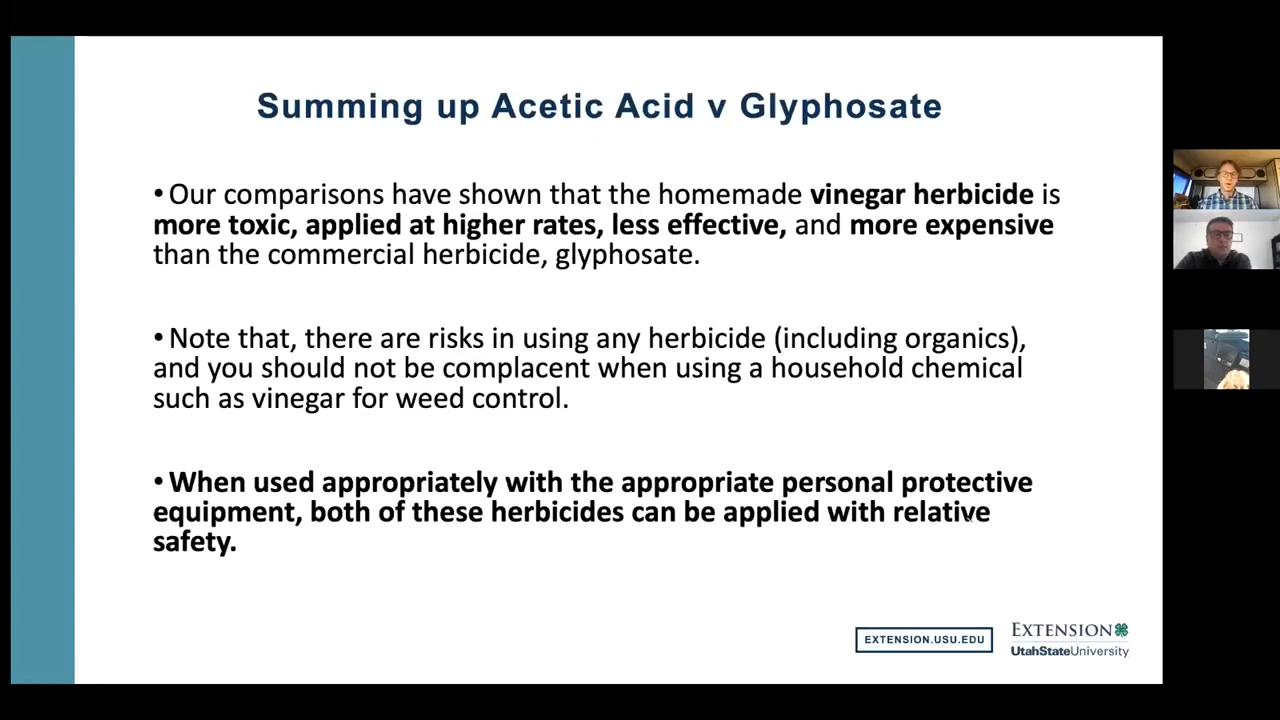 Summing up Acetic Acid v Glyphosate
• Our comparisons have shown that the homemade vinegar herbicide is
more toxic, applied at higher rates, less effective, and more expensive
than the commercial herbicide, glyphosate.
• Note that, there are risks in using any herbicide (including organics),
and you should not be complacent when using a household chemical
such as vinegar for weed control.
• When used appropriately with the appropriate personal protective
equipment, both of these herbicides can be applied with relative
safety.
EXTENSION.USU.EDU
EXTENSION
UtahStateUniversity